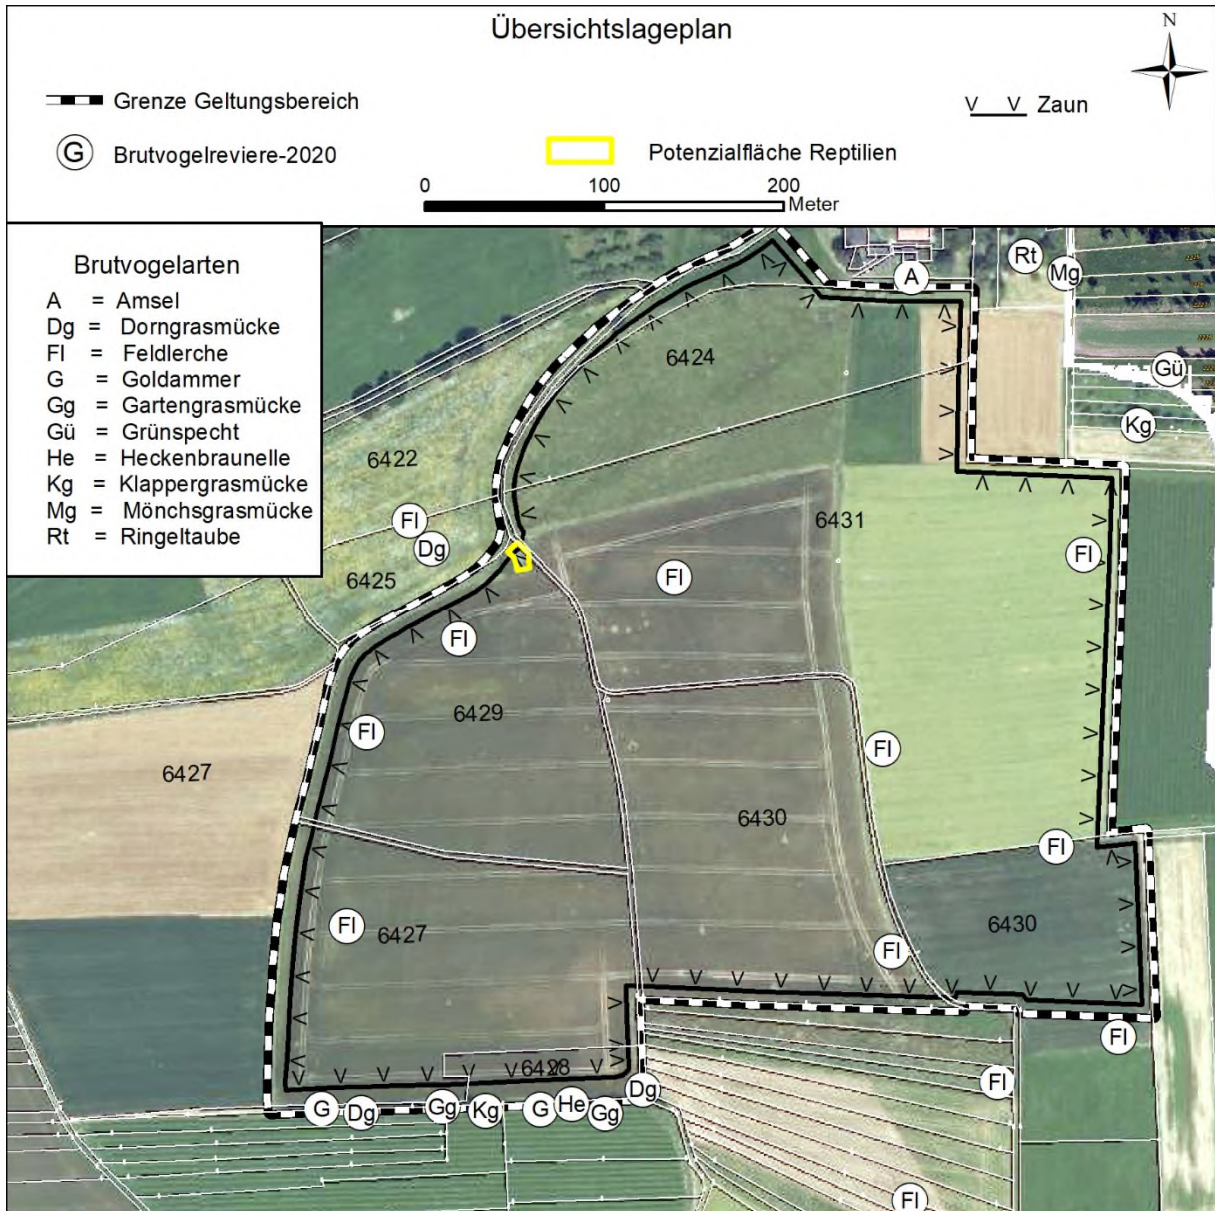 Übersichtslageplan
N
Grenze Geltungsbereich
V V Zaun
G Brutvogelreviere-2020
Potenzialfläche Reptilien
0 100 200
Meter
Brutvogelarten
A = Amsel
Dg = Dorngrasmücke
Fl = Feldlerche
G = Goldammer
Gg = Gartengrasmücke
Gü = Grünspecht
He = Heckenbraunelle
Kg = Klappergrasmücke
Mg = Mönchsgrasmücke
Rt = Ringeltaube
Rt
Mg
A
6424
Gü
Kg
6422
Fl
6431
Dg
Fl
6425
Fl
Fl
6429
Fl
Fl
6427
6430
Fl
Fl
6427
6430
Fl
Fl
6428
Fl
Dg
G
Dg
Gg
Kg
G
He
Gg
Fl